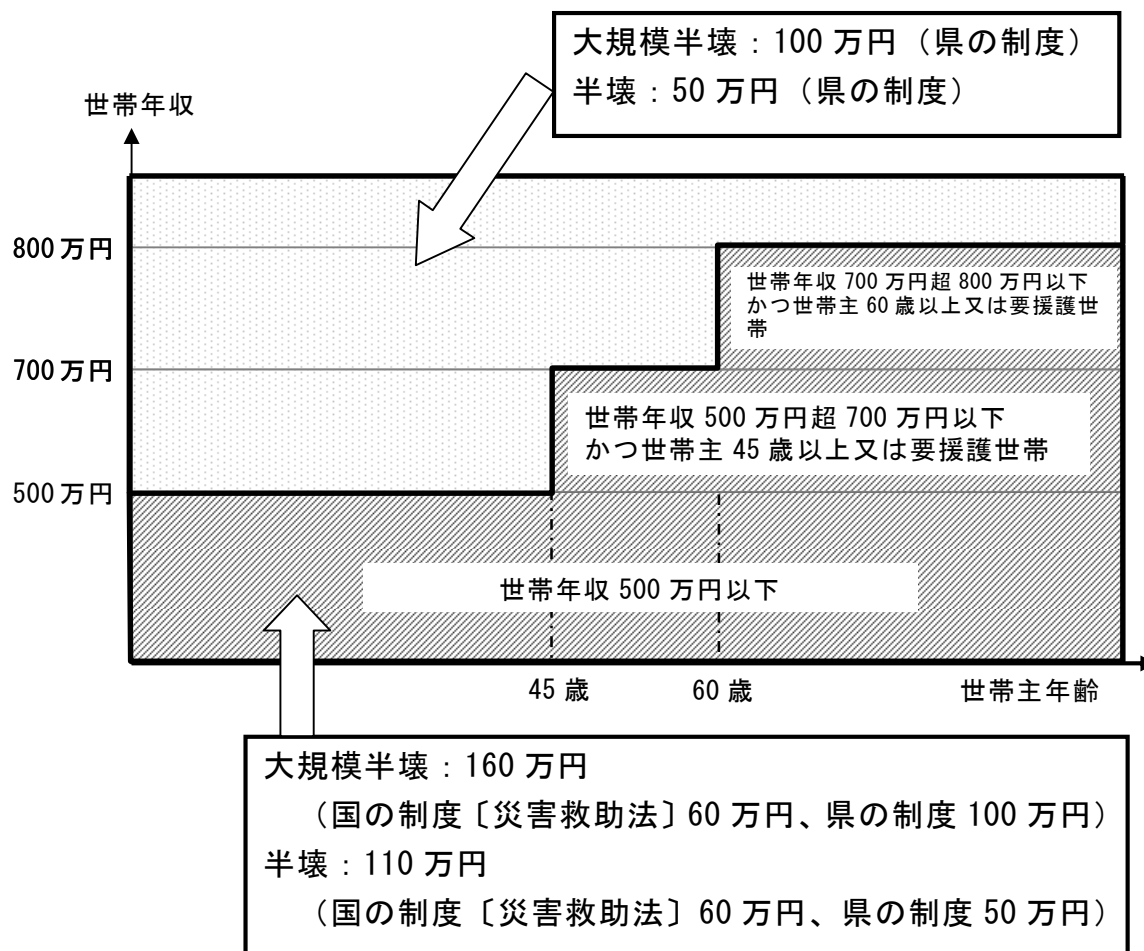 大規模半壊：100 万円（県の制度）
半壊：50 万円（県の制度）
世帯年収
800 万円
700 万円
500 万円
世帯年収 700 万円超 800 万円以下
かつ世帯主 60 歳以上又は要援護世
帯
世帯年収 500 万円超 700 万円以下
かつ世帯主 45 歳以上又は要援護世帯
世帯年収 500 万円以下
45 歳
60 歳
世帯主年齢
大規模半壊：160 万円
（国の制度〔災害救助法〕60 万円、県の制度 100 万円）
半壊：110 万円
（国の制度〔災害救助法〕60 万円、県の制度 50 万円）